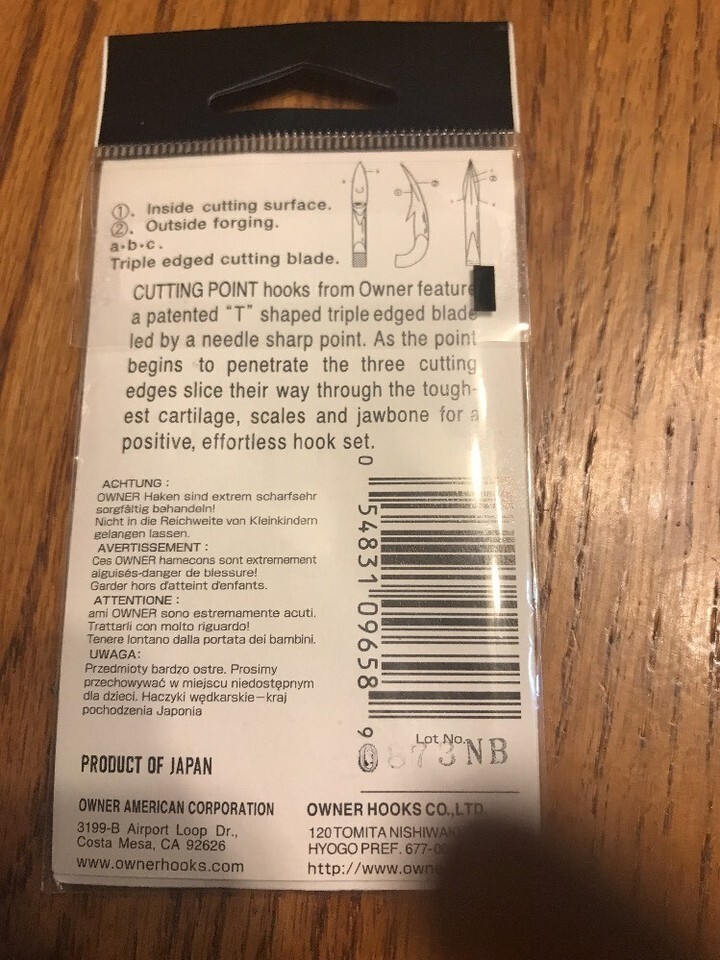 ①. Inside cutting surface.
②. Outside forging.
a·b·c.
Triple edged cutting blade.
CUTTING POINT hooks from Owner feature
a patented “T” shaped triple edged blade
led by a needle sharp point. As the point
begins to penetrate the three cutting
edges slice their way through the tough-
est cartilage, scales and jawbone for a
positive, effortless hook set.
ACHTUNG :
OWNER Haken sind extrem scharfsehr
sorgfältig behandeln!
Nicht in die Reichweite von Kleinkindern
gelangen lassen.
AVERTISSEMENT :
Ces OWNER hamecons sont extremement
aiguisés-danger de blessure!
Garder hors d'atteint d'enfants.
ATTENTIONE :
ami OWNER sono estremamente acuti.
Trattarli con molto riguardo!
Tenere lontano dalla portata dei bambini.
UWAGA:
Przedmioty bardzo ostre. Prosimy
przechowywać w miejscu niedostępnym
dla dzieci. Haczyki wędkarskie-kraj
pochodzenia Japonia
0 54831 09658 9
Lot No.
0873NB
PRODUCT OF JAPAN
OWNER AMERICAN CORPORATION
3199-B Airport Loop Dr.,
Costa Mesa, CA 92626
www.ownerhooks.com
OWNER HOOKS CO.,LTD.
120 TOMITA
HYOGO PREF.